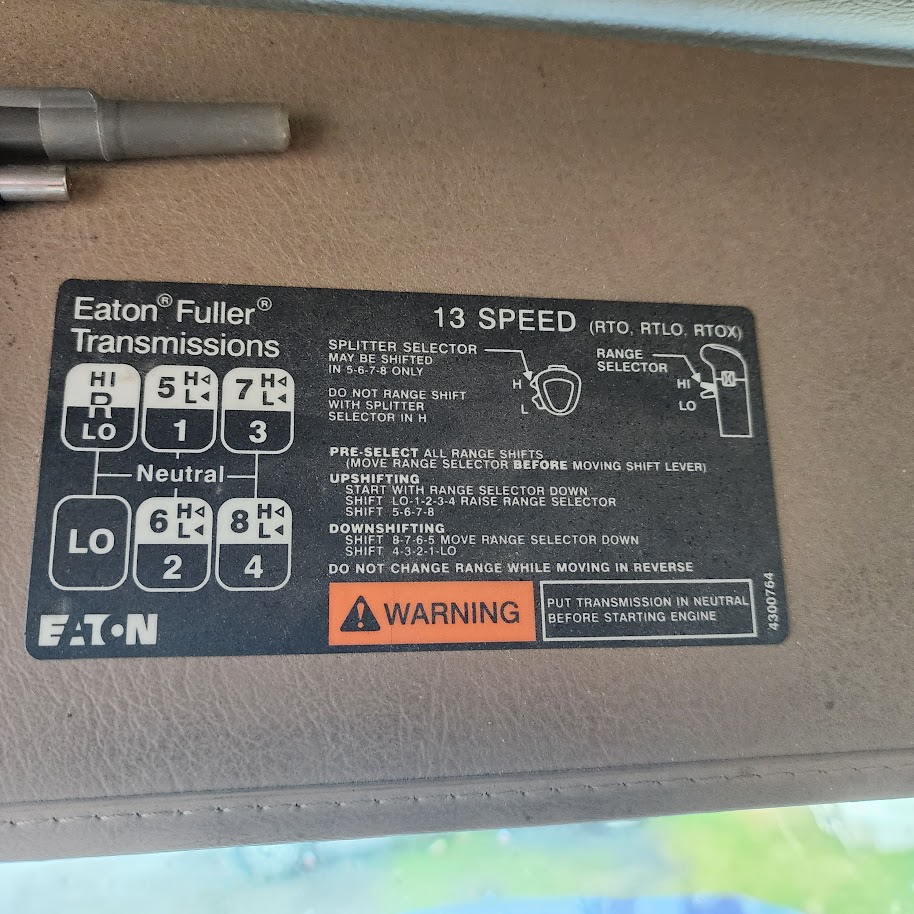 Eaton® Fuller®
Transmissions
13 SPEED (RTO, RTLO, RTOX)
HI
R
LO
5 H
L
1
7 H
L
3
Neutral
LO
6 H
L
2
8 H
L
4
EATON
SPLITTER SELECTOR
MAY BE SHIFTED
IN 5-6-7-8 ONLY
DO NOT RANGE SHIFT
WITH SPLITTER
SELECTOR IN H
H
L
RANGE
SELECTOR
HI
LO
PRE-SELECT ALL RANGE SHIFTS
(MOVE RANGE SELECTOR BEFORE MOVING SHIFT LEVER)
UPSHIFTING
START WITH RANGE SELECTOR DOWN
SHIFT LO-1-2-3-4 RAISE RANGE SELECTOR
SHIFT 5-6-7-8
DOWNSHIFTING
SHIFT 8-7-6-5 MOVE RANGE SELECTOR DOWN
SHIFT 4-3-2-1-LO
DO NOT CHANGE RANGE WHILE MOVING IN REVERSE
WARNING
PUT TRANSMISSION IN NEUTRAL
BEFORE STARTING ENGINE
4300764